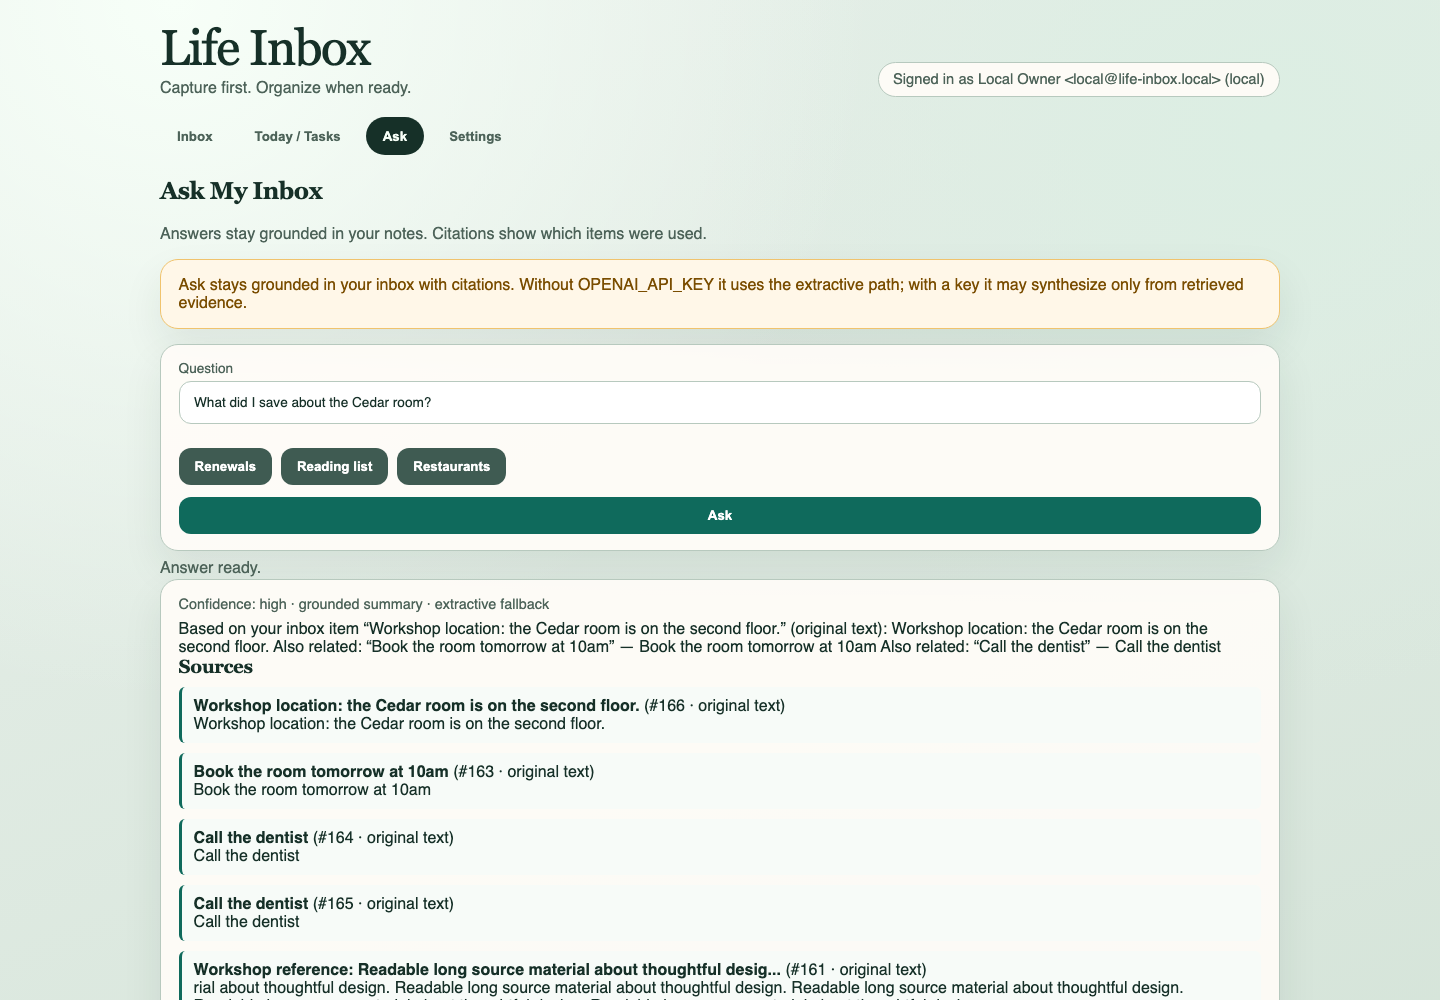 Life Inbox
Capture first. Organize when ready.
Signed in as Local Owner <local@life-inbox.local> (local)
Inbox
Today / Tasks
Ask
Settings
Ask My Inbox
Answers stay grounded in your notes. Citations show which items were used.
Ask stays grounded in your inbox with citations. Without OPENAI_API_KEY it uses the extractive path; with a key it may synthesize only from retrieved
evidence.
Question
What did I save about the Cedar room?
Renewals
Reading list
Restaurants
Ask
Answer ready.
Confidence: high · grounded summary · extractive fallback
Based on your inbox item “Workshop location: the Cedar room is on the second floor.” (original text): Workshop location: the Cedar room is on the
second floor. Also related: “Book the room tomorrow at 10am” — Book the room tomorrow at 10am Also related: “Call the dentist” — Call the dentist
Sources
Workshop location: the Cedar room is on the second floor. (#166 · original text)
Workshop location: the Cedar room is on the second floor.
Book the room tomorrow at 10am (#163 · original text)
Book the room tomorrow at 10am
Call the dentist (#164 · original text)
Call the dentist
Call the dentist (#165 · original text)
Call the dentist
Workshop reference: Readable long source material about thoughtful desig... (#161 · original text)
rial about thoughtful design. Readable long source material about thoughtful design. Readable long source material about thoughtful design.